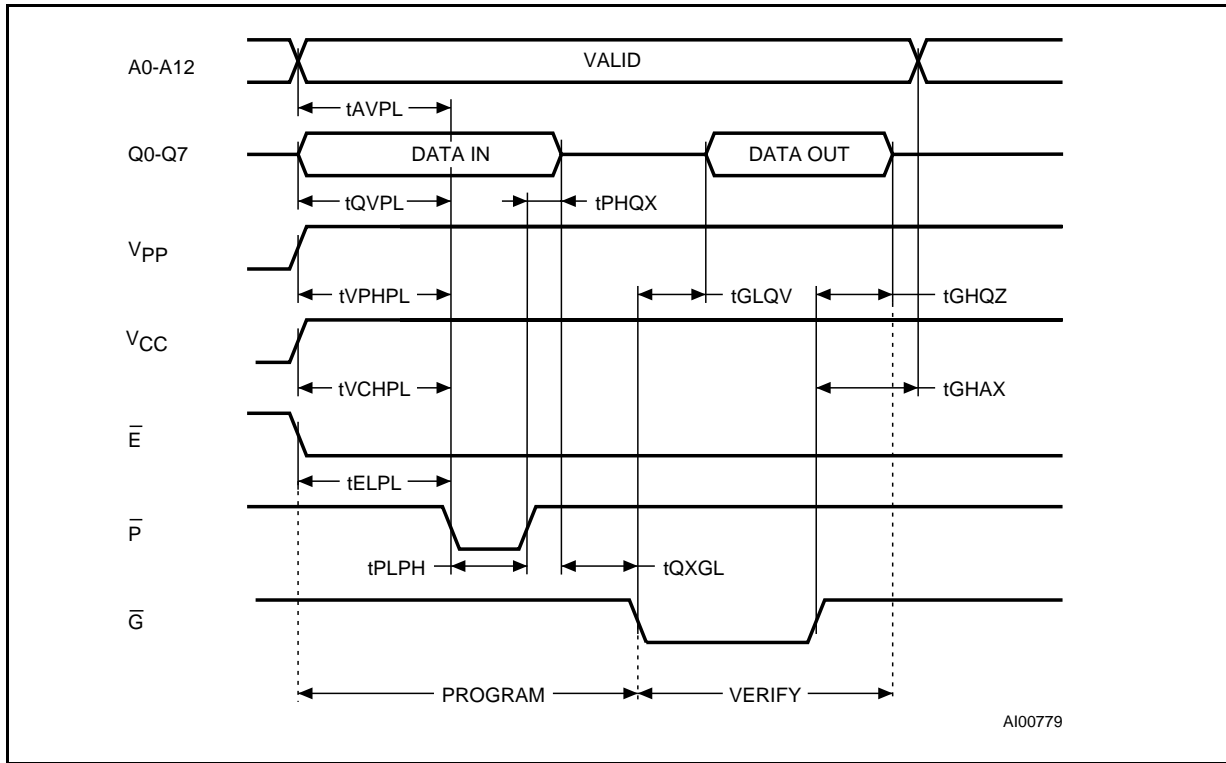 A0-A12
VALID
tAVPL
Q0-Q7
DATA IN
DATA OUT
tQVPL
tPHQX
VPP
tVPHPL
tGLQV
tGHQZ
VCC
tVCHPL
tGHAX
E̅
tELPL
P̅
tPLPH
tQXGL
G̅
PROGRAM
VERIFY
AI00779